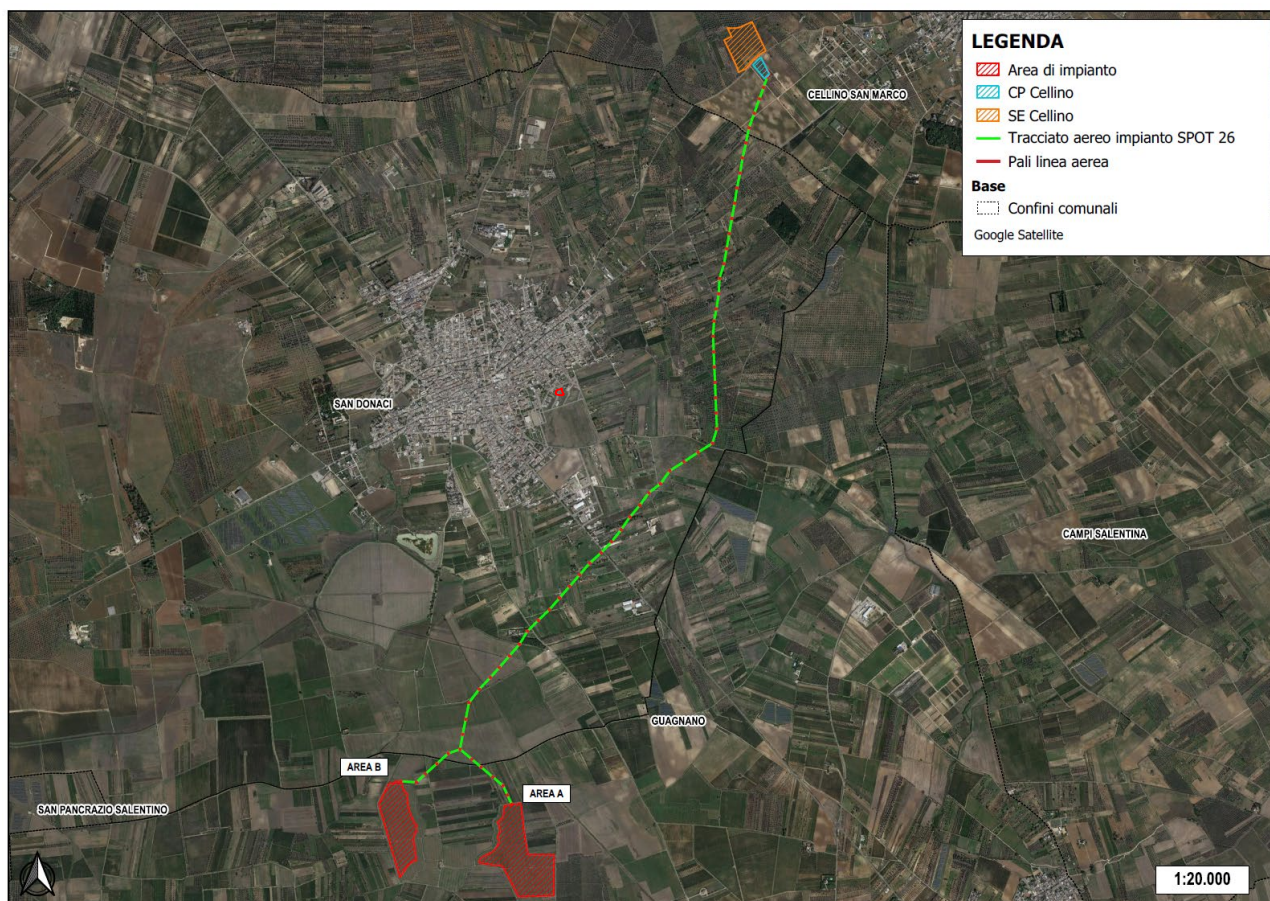 LEGENDA
Area di impianto
CP Cellino
SE Cellino
Tracciato aereo impianto SPOT 26
Pali linea aerea
Base
Confini comunali
Google Satellite
CELLINO SAN MARCO
SAN DONACI
CAMPI SALENTINA
GUAGNANO
AREA B
AREA A
SAN PANCRAZIO SALENTINO
1:20.000